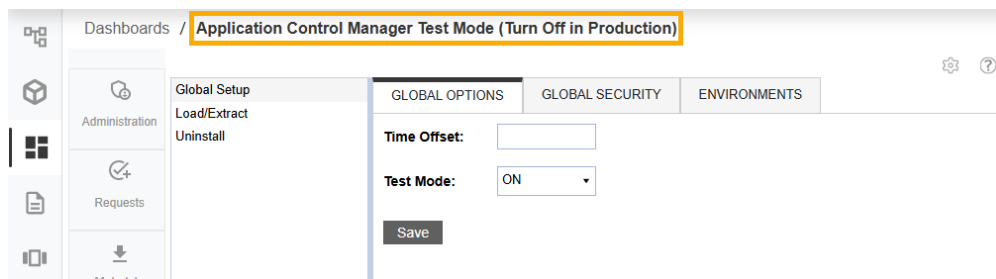 Dashboards / Application Control Manager Test Mode (Turn Off in Production)
Administration
Requests
Global Setup
Load/Extract
Uninstall
GLOBAL OPTIONS
GLOBAL SECURITY
ENVIRONMENTS
Time Offset:
Test Mode: ON
Save